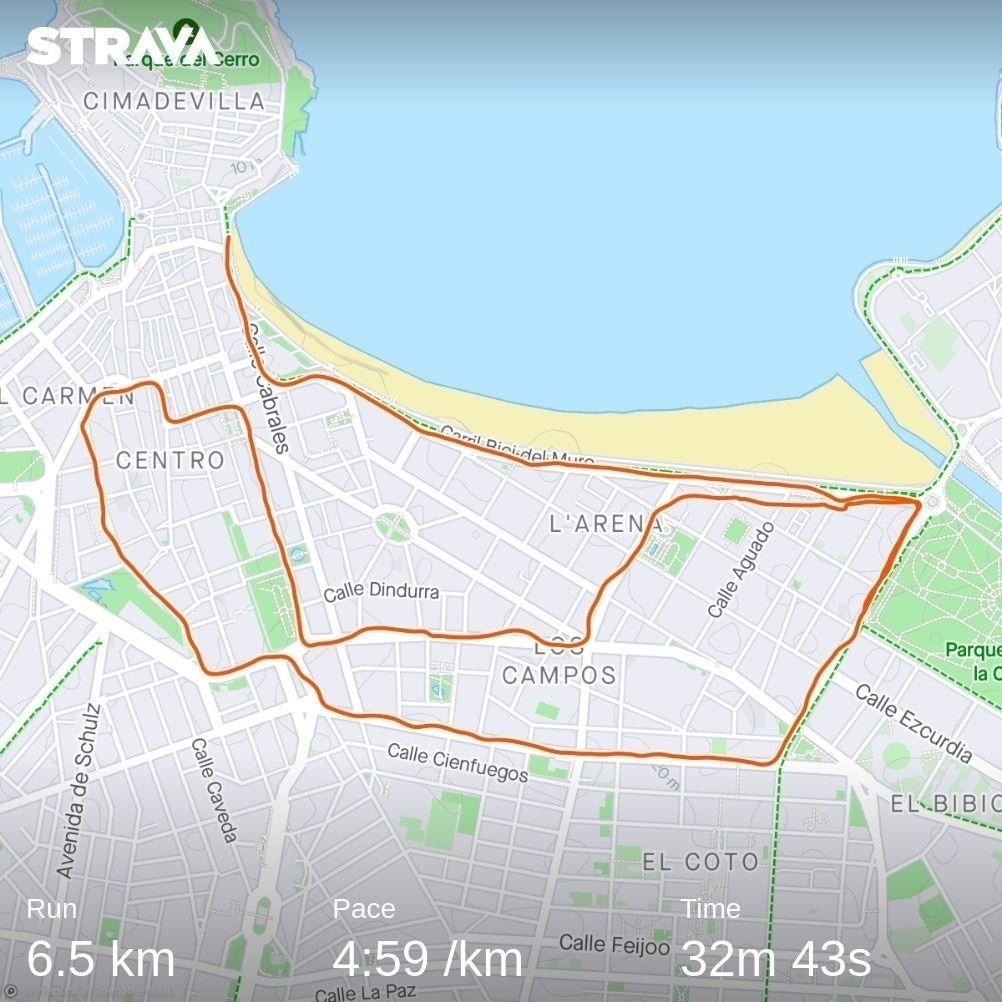 STRAVA
Parque del Cerro
CIMADEVILLA
10 m
Calle Cabrales
L CARMEN
CENTRO
Carril Bici del Muro
L'ARENA
Calle Aguado
Calle Dindurra
LOS
CAMPOS
Parque
la C
Calle Ezcurdia
Avenida de Schulz
Calle Caveda
Calle Cienfuegos
20 m
EL BIBIO
EL COTO
Run
Pace
Time
6.5 km
4:59 /km
32m 43s
Calle Feijoo
Calle La Paz